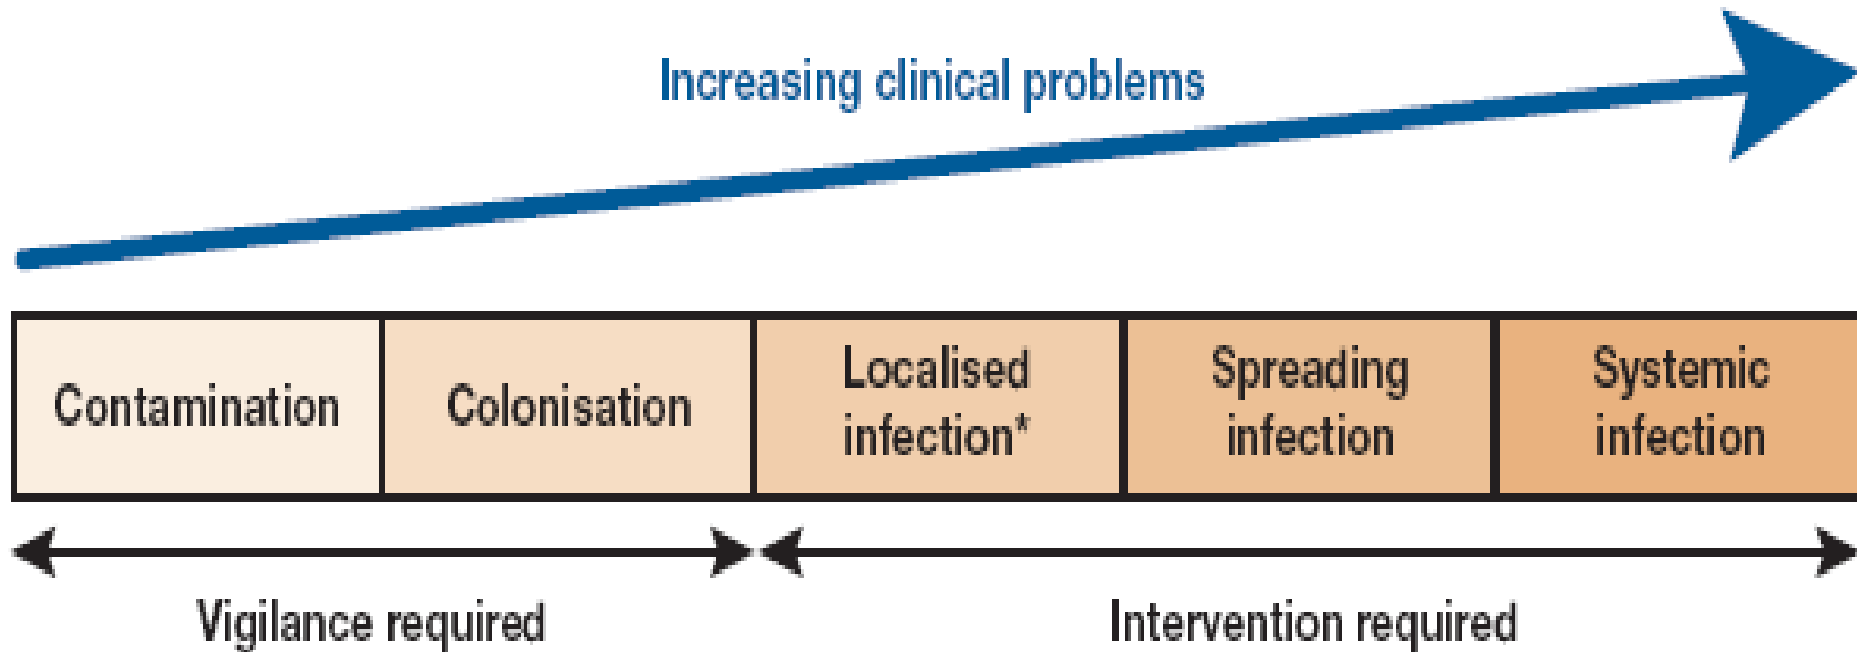 Increasing clinical problems
Contamination
Colonisation
Localised
infection*
Spreading
infection
Systemic
infection
Vigilance required
Intervention required